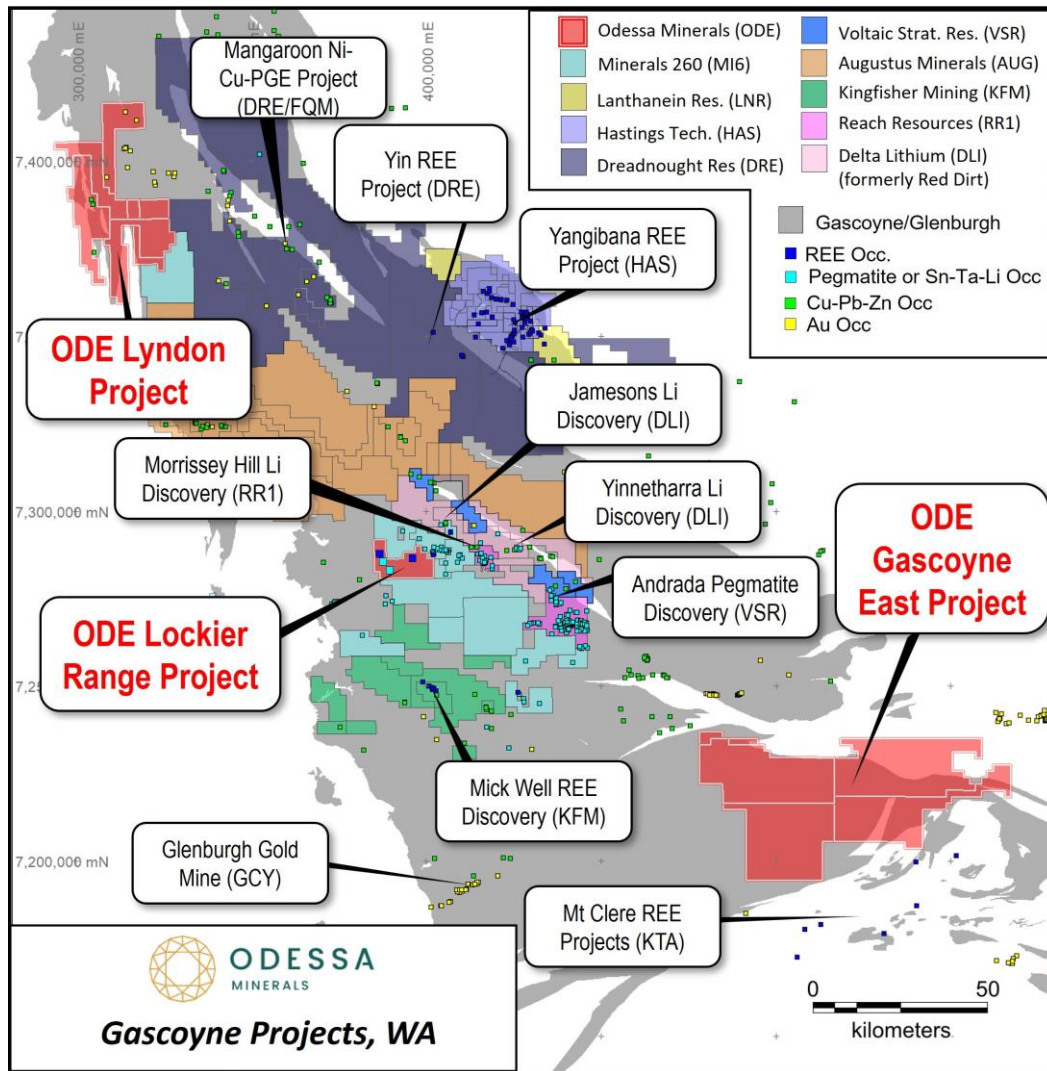 300,000 mE
400,000 mE
7,400,000 mN
7,300,000 mN
7,25
7,200,000 mN
Mangaroon Ni-
Cu-PGE Project
(DRE/FQM)
Yin REE
Project (DRE)
Yangibana REE
Project (HAS)
ODE Lyndon
Project
Jamesons Li
Discovery (DLI)
Morrissey Hill Li
Discovery (RR1)
Yinnetharra Li
Discovery (DLI)
ODE
Gascoyne
East Project
Andrada Pegmatite
Discovery (VSR)
ODE Lockier
Range Project
Mick Well REE
Discovery (KFM)
Glenburgh Gold
Mine (GCY)
Mt Clere REE
Projects (KTA)
Odessa Minerals (ODE)
Minerals 260 (MI6)
Lanthanein Res. (LNR)
Hastings Tech. (HAS)
Dreadnought Res (DRE)
Voltaic Strat. Res. (VSR)
Augustus Minerals (AUG)
Kingfisher Mining (KFM)
Reach Resources (RR1)
Delta Lithium (DLI)
(formerly Red Dirt)
Gascoyne/Glenburgh
REE Occ.
Pegmatite or Sn-Ta-Li Occ
Cu-Pb-Zn Occ
Au Occ
0 50
kilometers
ODESSA
MINERALS
Gascoyne Projects, WA